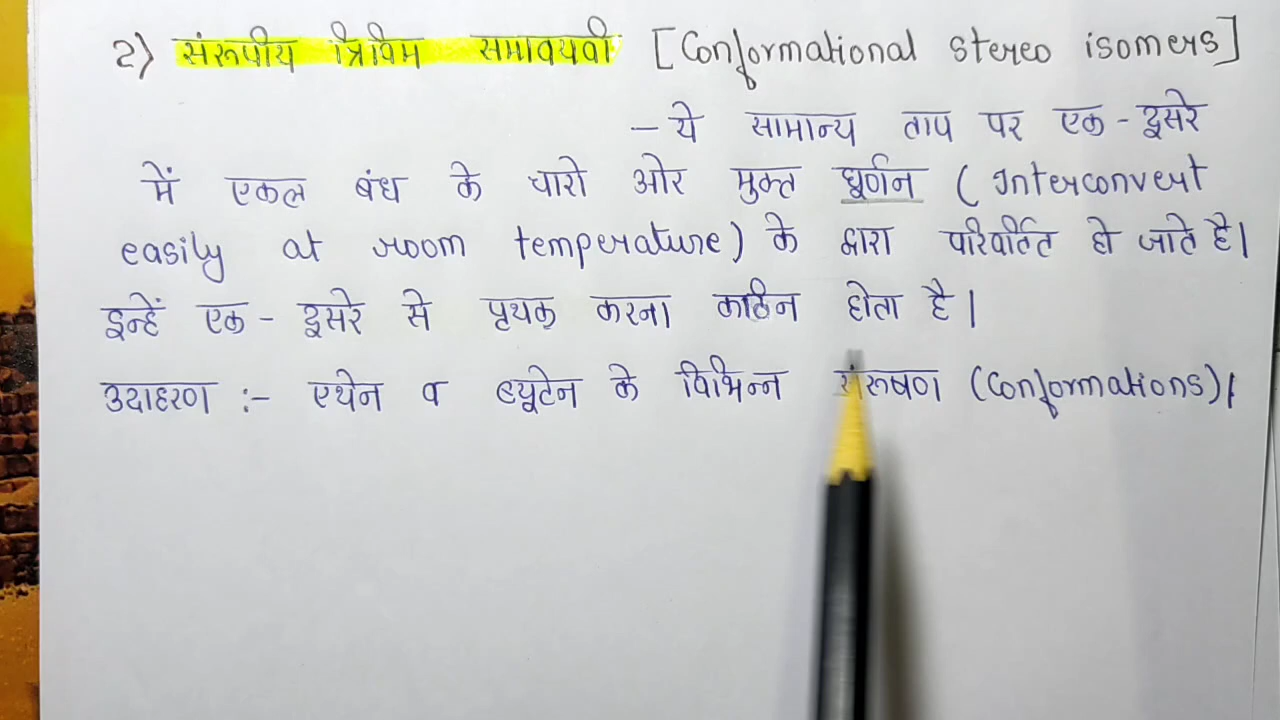 2) संरूपीय त्रिविम समावयवी [Conformational stereo isomers]
– ये सामान्य ताप पर एक - दूसरे
में एकल बंध के चारो ओर मुक्त घूर्णन (Interconvert
easily at room temperature) के द्वारा परिवर्तित हो जाते है।
इन्हें एक - दूसरे से पृथक करना कठिन होता है।
उदाहरण :- एथेन व ब्यूटेन के विभिन्न संरूपण (Conformations)।